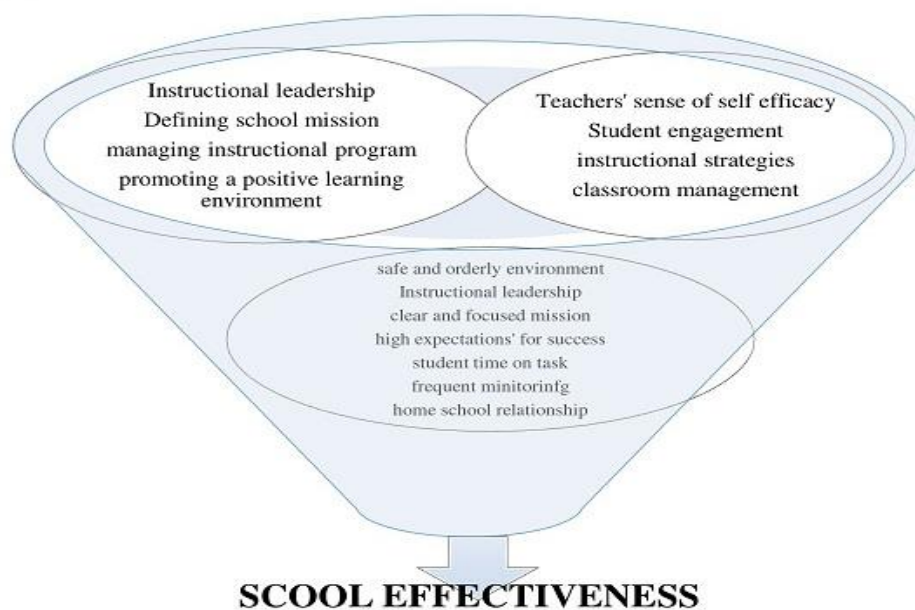 Instructional leadership
Defining school mission
managing instructional program
promoting a positive learning
environment
Teachers' sense of self efficacy
Student engagement
instructional strategies
classroom management
safe and orderly environment
Instructional leadership
clear and focused mission
high expectations' for success
student time on task
frequent minitorinfg
home school relationship
SCOOL EFFECTIVENESS